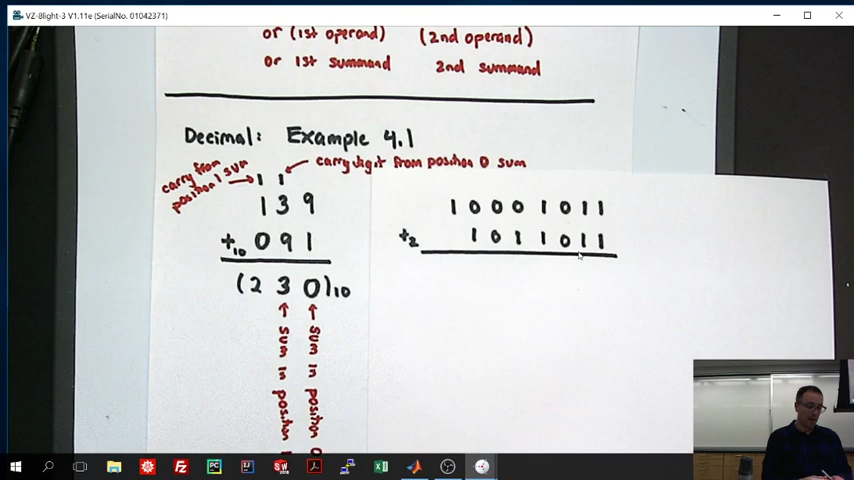 VZ-8light-3 V1.11e (SerialNo. 01042371)
or (1st operand) (2nd operand)
or 1st summand 2nd summand
Decimal: Example 4.1
carry from position 1 sum
carry digit from position 0 sum
1 1
1 3 9
+10 0 9 1
(2 3 0)10
sum in position
sum in position
1 0 0 0 1 0 1 1
+2 1 0 1 1 0 1 1